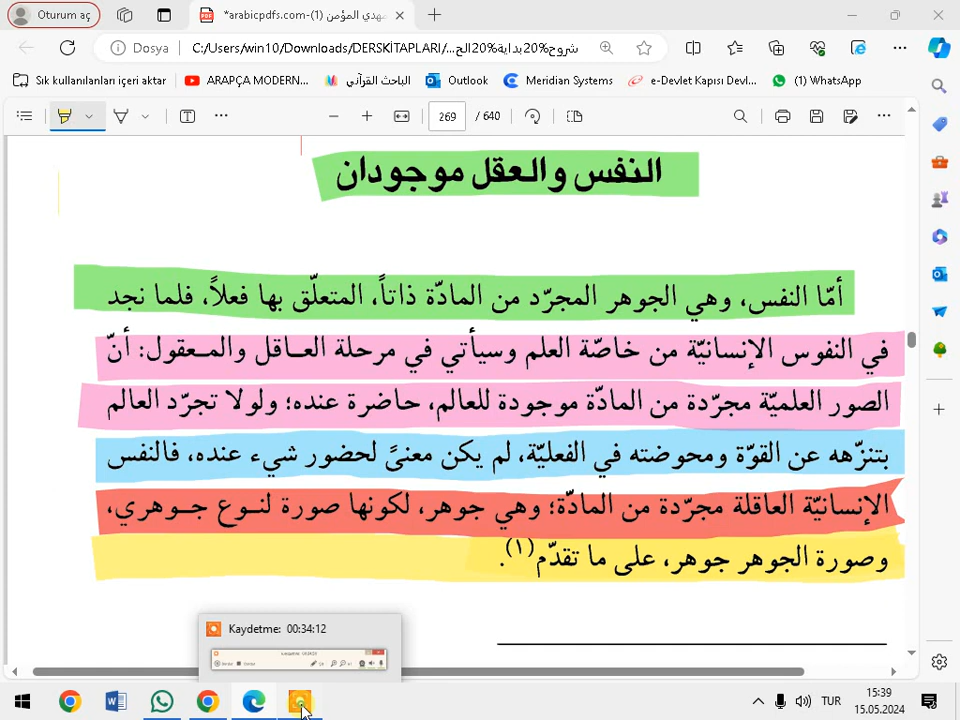 Oturum aç
*arabicpdfs.com-(1) مهدي المؤمن
Dosya
C:/Users/win10/Downloads/DERSKİTAPLARI/...شروح%20بداية%20الح
Sık kullanılanları içeri aktar
ARAPÇA MODERN...
الباحث القرآني
Outlook
Meridian Systems
e-Devlet Kapısı Devl...
(1) WhatsApp
269 / 640
النفس والعقل موجودان
أمّا النفس، وهي الجوهر المجرّد من المادّة ذاتاً، المتعلّق بها فعلاً، فلما نجد
في النفوس الإنسانيّة من خاصّة العلم وسيأتي في مرحلة العـاقل والمـعقول: أنّ
الصور العلميّة مجرّدة من المادّة موجودة للعالم، حاضرة عنده؛ ولولا تجرّد العالم
بتنزّهه عن القوّة ومحوضته في الفعليّة، لم يكن معنىً لحضور شيء عنده، فالنفس
الإنسانيّة العاقلة مجرّدة من المادّة؛ وهي جوهر، لكونها صورة لنـوع جـوهري،
وصورة الجوهر جوهر، على ما تقدّم(١).
Kaydetme: 00:34:12
TUR
15:39
15.05.2024